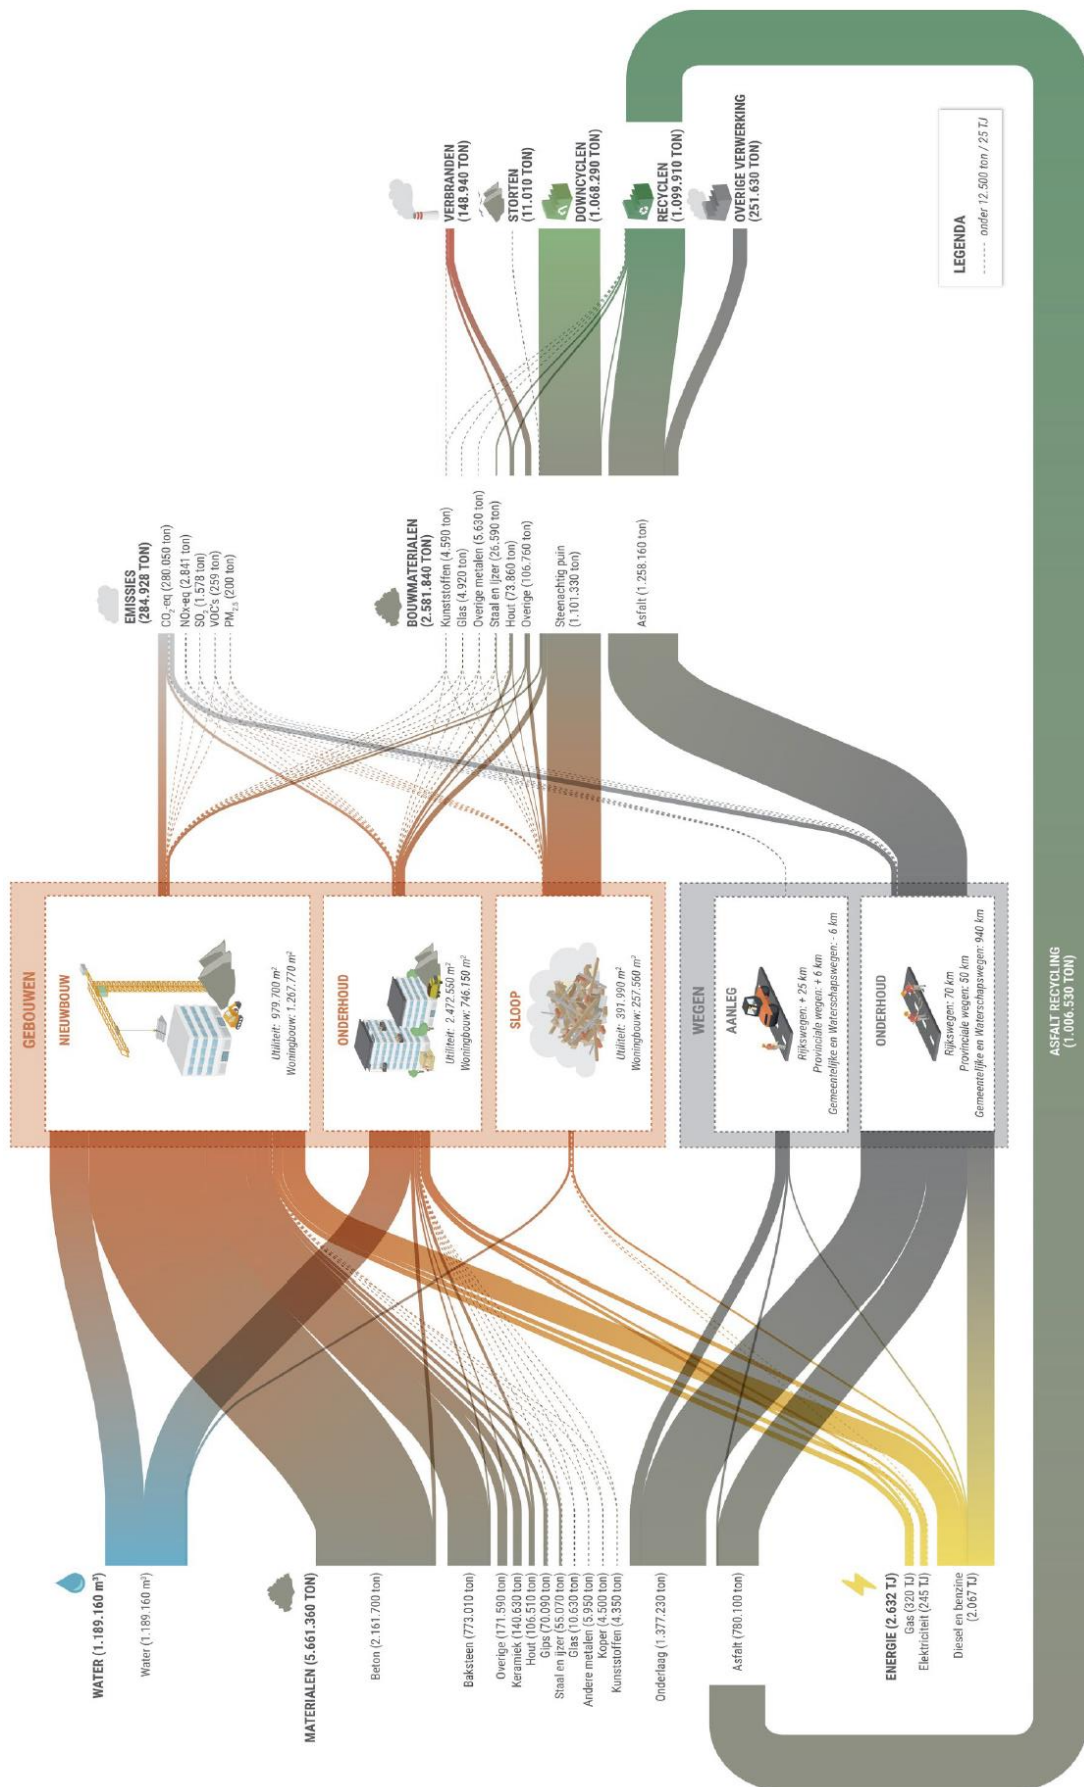 WATER (1.189.160 m³)
Water (1.189.160 m³)
MATERIALEN (5.661.360 TON)
Beton (2.161.700 ton)
Baksteen (773.010 ton)
Overige (171.590 ton)
Keramiek (140.630 ton)
Hout (106.510 ton)
Gips (70.090 ton)
Staal en ijzer (55.070 ton)
Glas (10.630 ton)
Andere metalen (5.950 ton)
Koper (4.500 ton)
Kunststoffen (4.350 ton)
Onderlaag (1.377.230 ton)
Asfalt (780.100 ton)
ENERGIE (2.632 TJ)
Gas (320 TJ)
Elektriciteit (245 TJ)
Diesel en benzine
(2.067 TJ)
GEBOUWEN
NIEUWBOUW
Utiliteit: 979.700 m²
Woningbouw: 1.267.770 m²
ONDERHOUD
Utiliteit: 2.472.550 m²
Woningbouw: 746.150 m²
SLOOP
Utiliteit: 391.990 m²
Woningbouw: 257.560 m²
WEGEN
AANLEG
Rijkswegen: + 25 km
Provinciale wegen: + 6 km
Gemeentelijke en Waterschapswegen: - 6 km
ONDERHOUD
Rijkswegen: 70 km
Provinciale wegen: 50 km
Gemeentelijke en Waterschapswegen: 940 km
EMISSIES
(284.928 TON)
CO₂-eq (280.050 ton)
NOx-eq (2.841 ton)
SO₂ (1.578 ton)
VOC's (259 ton)
PM₂.₅ (200 ton)
BOUWMATERIALEN
(2.581.840 TON)
Kunststoffen (4.590 ton)
Glas (4.920 ton)
Overige metalen (5.630 ton)
Staal en ijzer (26.590 ton)
Hout (73.860 ton)
Overige (106.760 ton)
Steenachtig puin
(1.101.330 ton)
Asfalt (1.258.160 ton)
VERBRANDEN
(148.940 TON)
STORTEN
(11.010 TON)
DOWNCYCLEN
(1.068.290 TON)
RECYCLEN
(1.099.910 TON)
OVERIGE VERWERKING
(251.630 TON)
LEGENDA
onder 12.500 ton / 25 TJ
ASFALT RECYCLING
(1.006.530 TON)